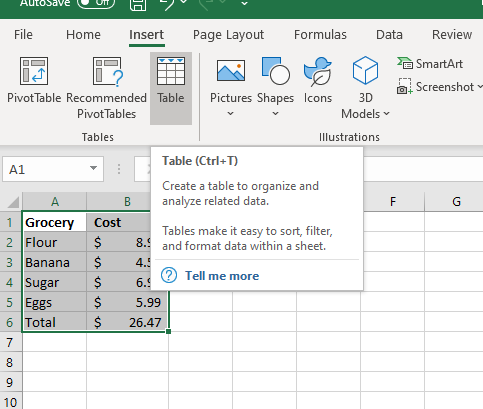 AutoSave Off
File Home Insert Page Layout Formulas Data Review
PivotTable Recommended PivotTables Table Pictures Shapes Icons 3D Models SmartArt Screenshot
Tables Illustrations
A1
Table (Ctrl+T)
Create a table to organize and
analyze related data.
Tables make it easy to sort, filter,
and format data within a sheet.
Tell me more
A B F G
1 Grocery Cost
2 Flour $ 8.9
3 Banana $ 4.5
4 Sugar $ 6.9
5 Eggs $ 5.99
6 Total $ 26.47
7
8
9
10